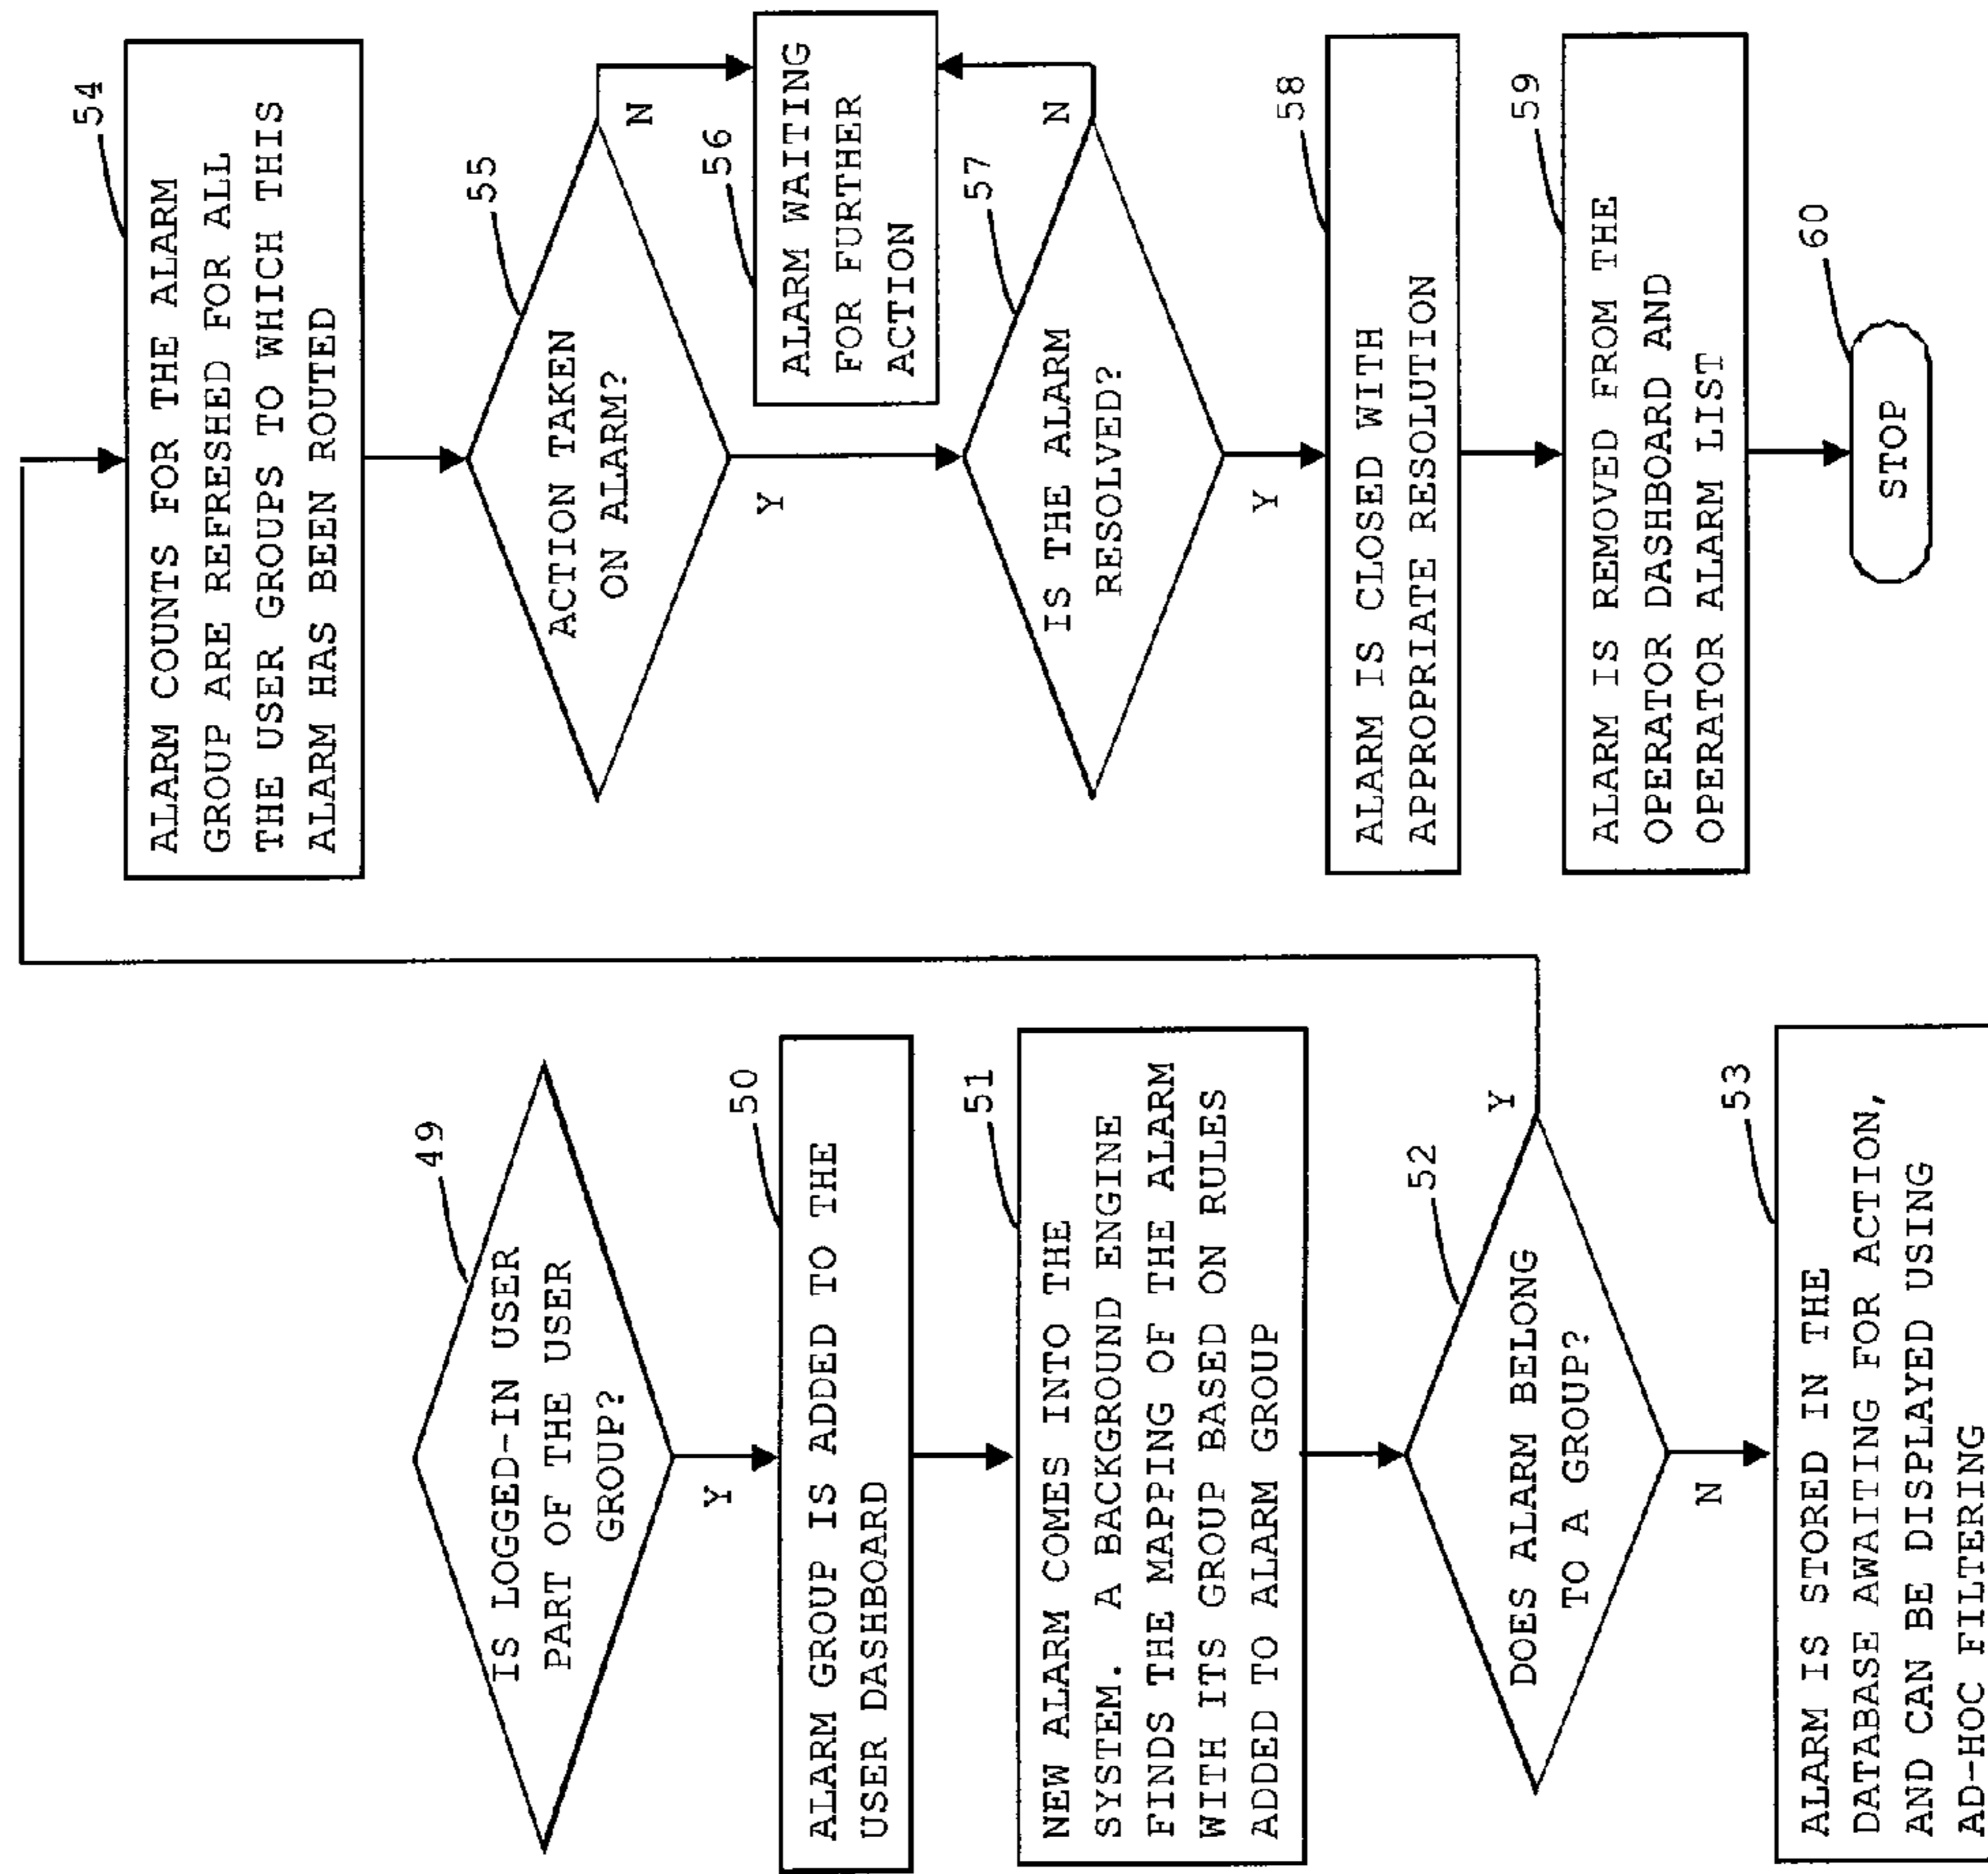 49
IS LOGGED-IN USER
PART OF THE USER
GROUP?
Y
50
ALARM GROUP IS ADDED TO THE
USER DASHBOARD
51
NEW ALARM COMES INTO THE
SYSTEM. A BACKGROUND ENGINE
FINDS THE MAPPING OF THE ALARM
WITH ITS GROUP BASED ON RULES
ADDED TO ALARM GROUP
52
DOES ALARM BELONG
TO A GROUP?
Y
N
53
ALARM IS STORED IN THE
DATABASE AWAITING FOR ACTION,
AND CAN BE DISPLAYED USING
AD-HOC FILTERING
54
ALARM COUNTS FOR THE ALARM
GROUP ARE REFRESHED FOR ALL
THE USER GROUPS TO WHICH THIS
ALARM HAS BEEN ROUTED
55
ACTION TAKEN
ON ALARM?
N
Y
56
ALARM WAITING
FOR FURTHER
ACTION
57
IS THE ALARM
RESOLVED?
N
Y
58
ALARM IS CLOSED WITH
APPROPRIATE RESOLUTION
59
ALARM IS REMOVED FROM THE
OPERATOR DASHBOARD AND
OPERATOR ALARM LIST
60
STOP